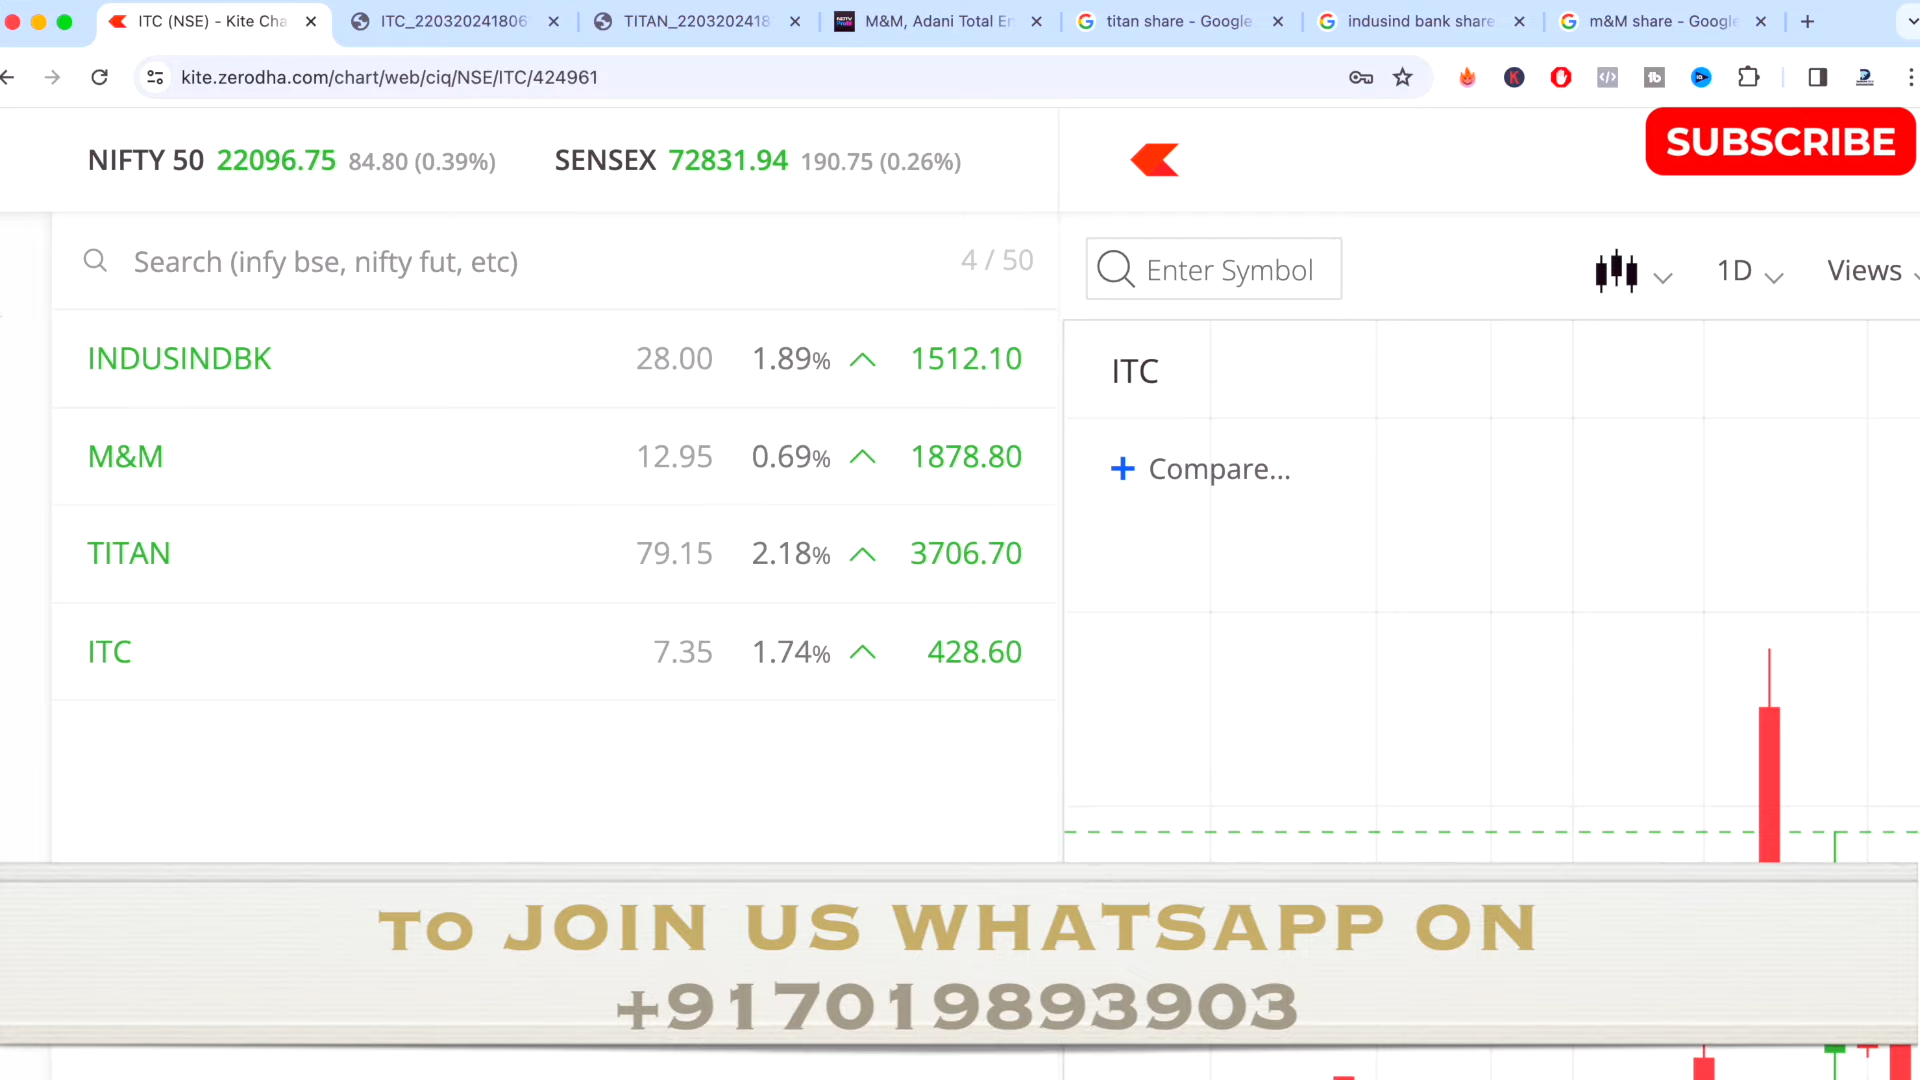 ITC (NSE) - Kite Cha
ITC_220320241806
TITAN_2203202418
M&M, Adani Total En
titan share - Google
indusind bank share
m&M share - Google
kite.zerodha.com/chart/web/ciq/NSE/ITC/424961
SUBSCRIBE
NIFTY 50 22096.75 84.80 (0.39%) SENSEX 72831.94 190.75 (0.26%)
Search (infy bse, nifty fut, etc) 4 / 50
Enter Symbol 1D Views
INDUSINDBK 28.00 1.89% 1512.10
ITC
M&M 12.95 0.69% 1878.80
+ Compare...
TITAN 79.15 2.18% 3706.70
ITC 7.35 1.74% 428.60
To JOIN US WHATSAPP ON
+917019893903